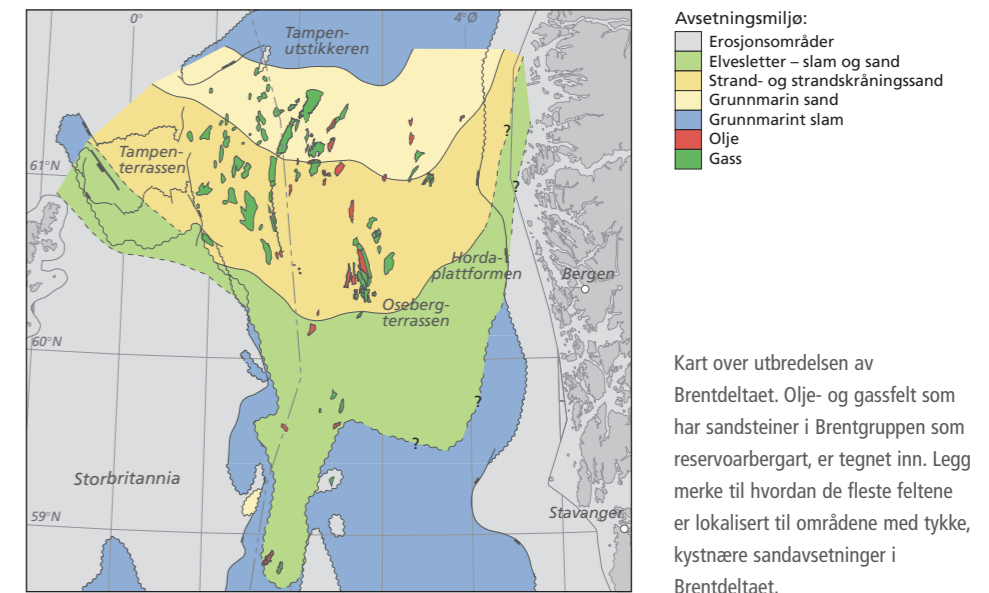 0°
4°Ø
Tampen-
utstikkeren
Tampen-
terrassen
61°N
?
?
Horda-
plattformen
Bergen
Oseberg-
terrassen
60°N
?
?
Storbritannia
59°N
Stavanger
Avsetningsmiljø:
Erosjonsområder
Elvesletter – slam og sand
Strand- og strandskråningssand
Grunnmarin sand
Grunnmarint slam
Olje
Gass
Kart over utbredelsen av
Brentdeltaet. Olje- og gassfelt som
har sandsteiner i Brentgruppen som
reservoarbergart, er tegnet inn. Legg
merke til hvordan de fleste feltene
er lokalisert til områdene med tykke,
kystnære sandavsetninger i
Brentdeltaet.